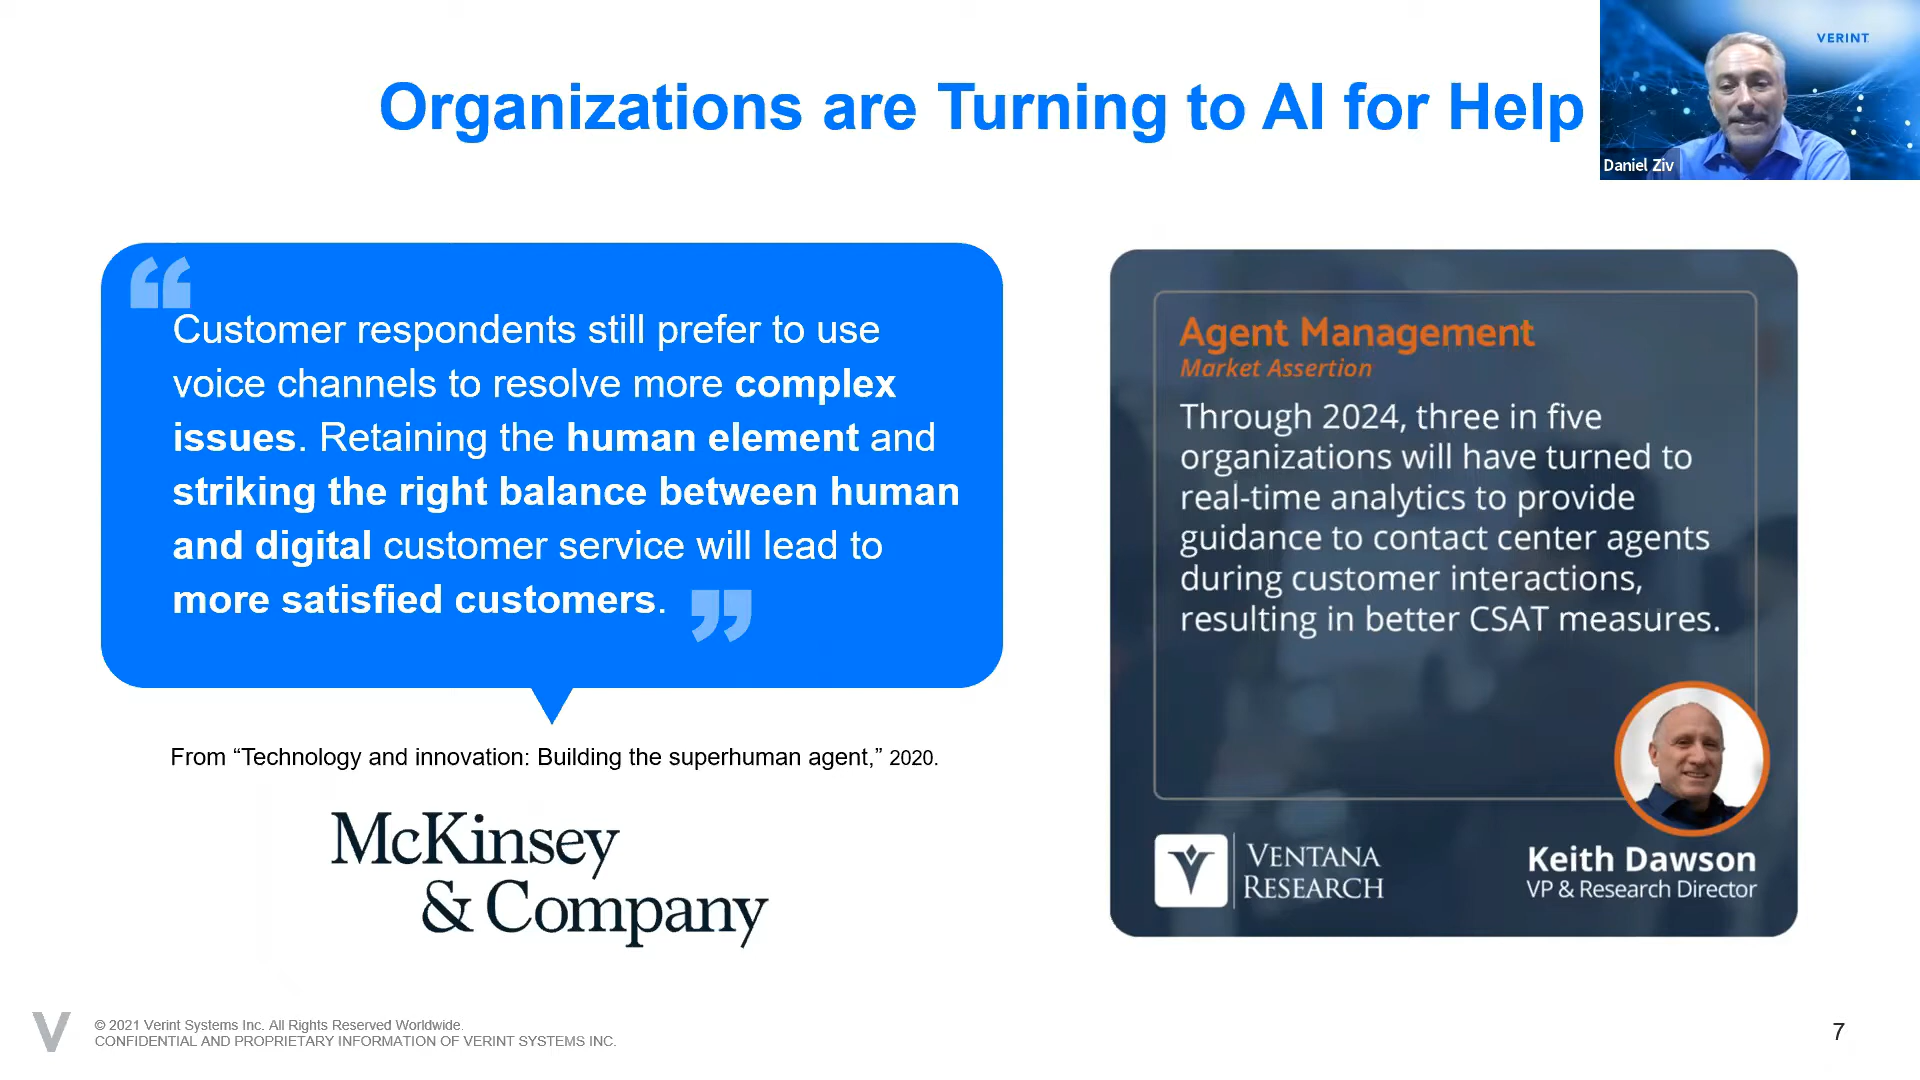 Organizations are Turning to AI for Help
VERINT
Daniel Ziv
“
Customer respondents still prefer to use
voice channels to resolve more complex
issues. Retaining the human element and
striking the right balance between human
and digital customer service will lead to
more satisfied customers. ”
From “Technology and innovation: Building the superhuman agent,” 2020.
McKinsey
& Company
Agent Management
Market Assertion
Through 2024, three in five
organizations will have turned to
real-time analytics to provide
guidance to contact center agents
during customer interactions,
resulting in better CSAT measures.
VENTANA
RESEARCH
Keith Dawson
VP & Research Director
© 2021 Verint Systems Inc. All Rights Reserved Worldwide.
CONFIDENTIAL AND PROPRIETARY INFORMATION OF VERINT SYSTEMS INC.
7